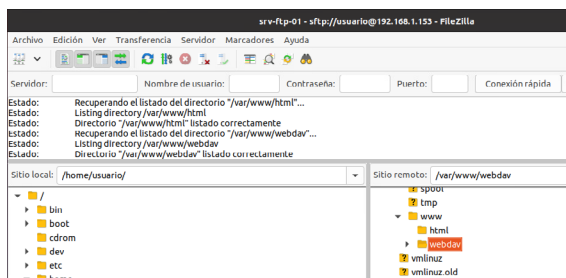 srv-ftp-01 - sftp://usuario@192.168.1.153 - FileZilla
Archivo Edición Ver Transferencia Servidor Marcadores Ayuda
Servidor: Nombre de usuario: Contraseña: Puerto: Conexión rápida
Estado: Recuperando el listado del directorio "/var/www/html"...
Estado: Listing directory /var/www/html
Estado: Directorio "/var/www/html" listado correctamente
Estado: Recuperando el listado del directorio "/var/www/webdav"...
Estado: Listing directory /var/www/webdav
Estado: Directorio "/var/www/webdav" listado correctamente
Sitio local: /home/usuario/ Sitio remoto: /var/www/webdav
/
bin
boot
cdrom
dev
etc
home
spool
tmp
www
html
webdav
vmlinuz
vmlinuz.old